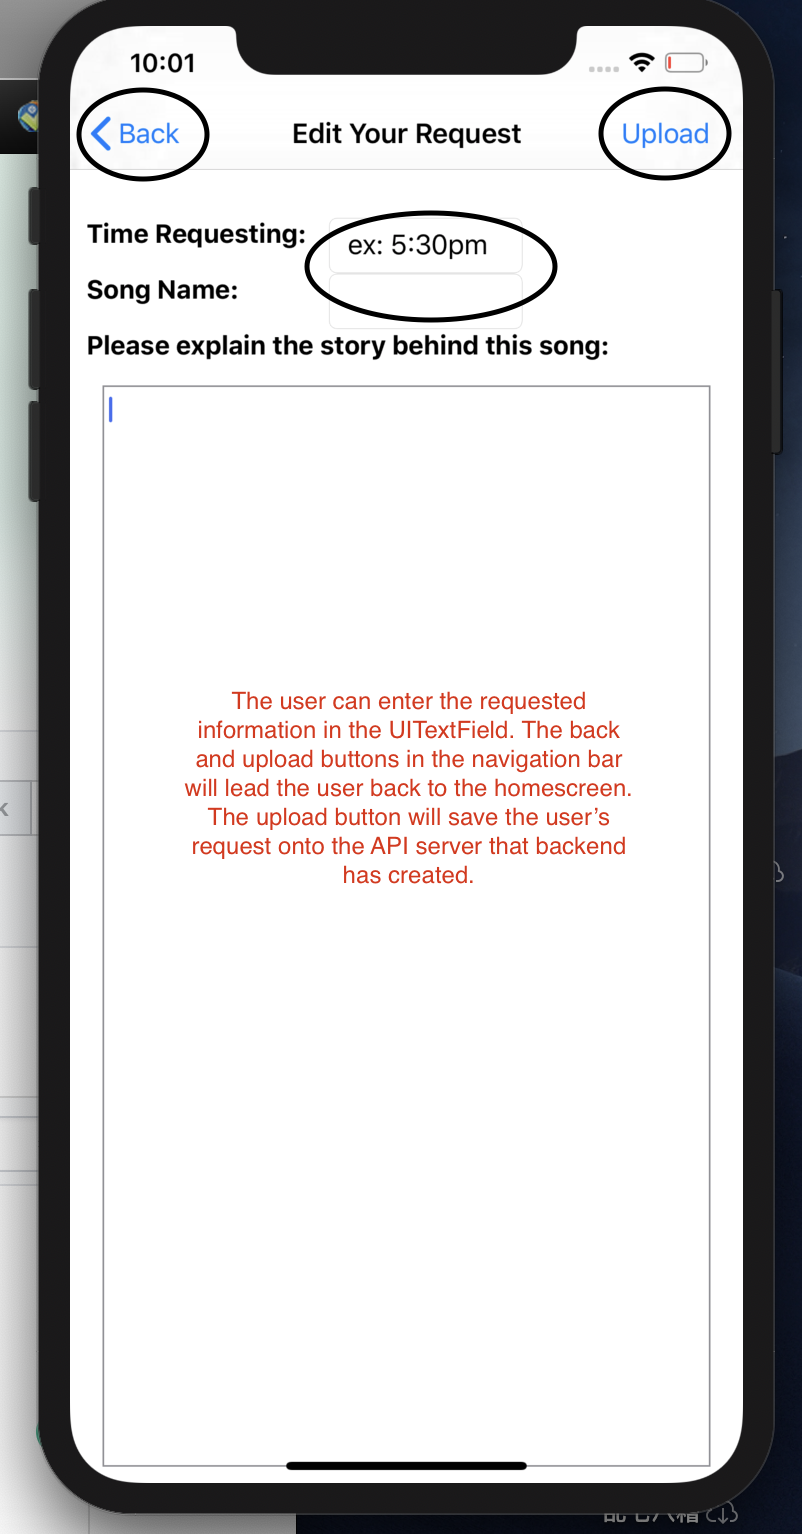 10:01
Back
Edit Your Request
Upload
Time Requesting:
ex: 5:30pm
Song Name:
Please explain the story behind this song:
The user can enter the requested
information in the UITextField. The back
and upload buttons in the navigation bar
will lead the user back to the homescreen.
The upload button will save the user’s
request onto the API server that backend
has created.